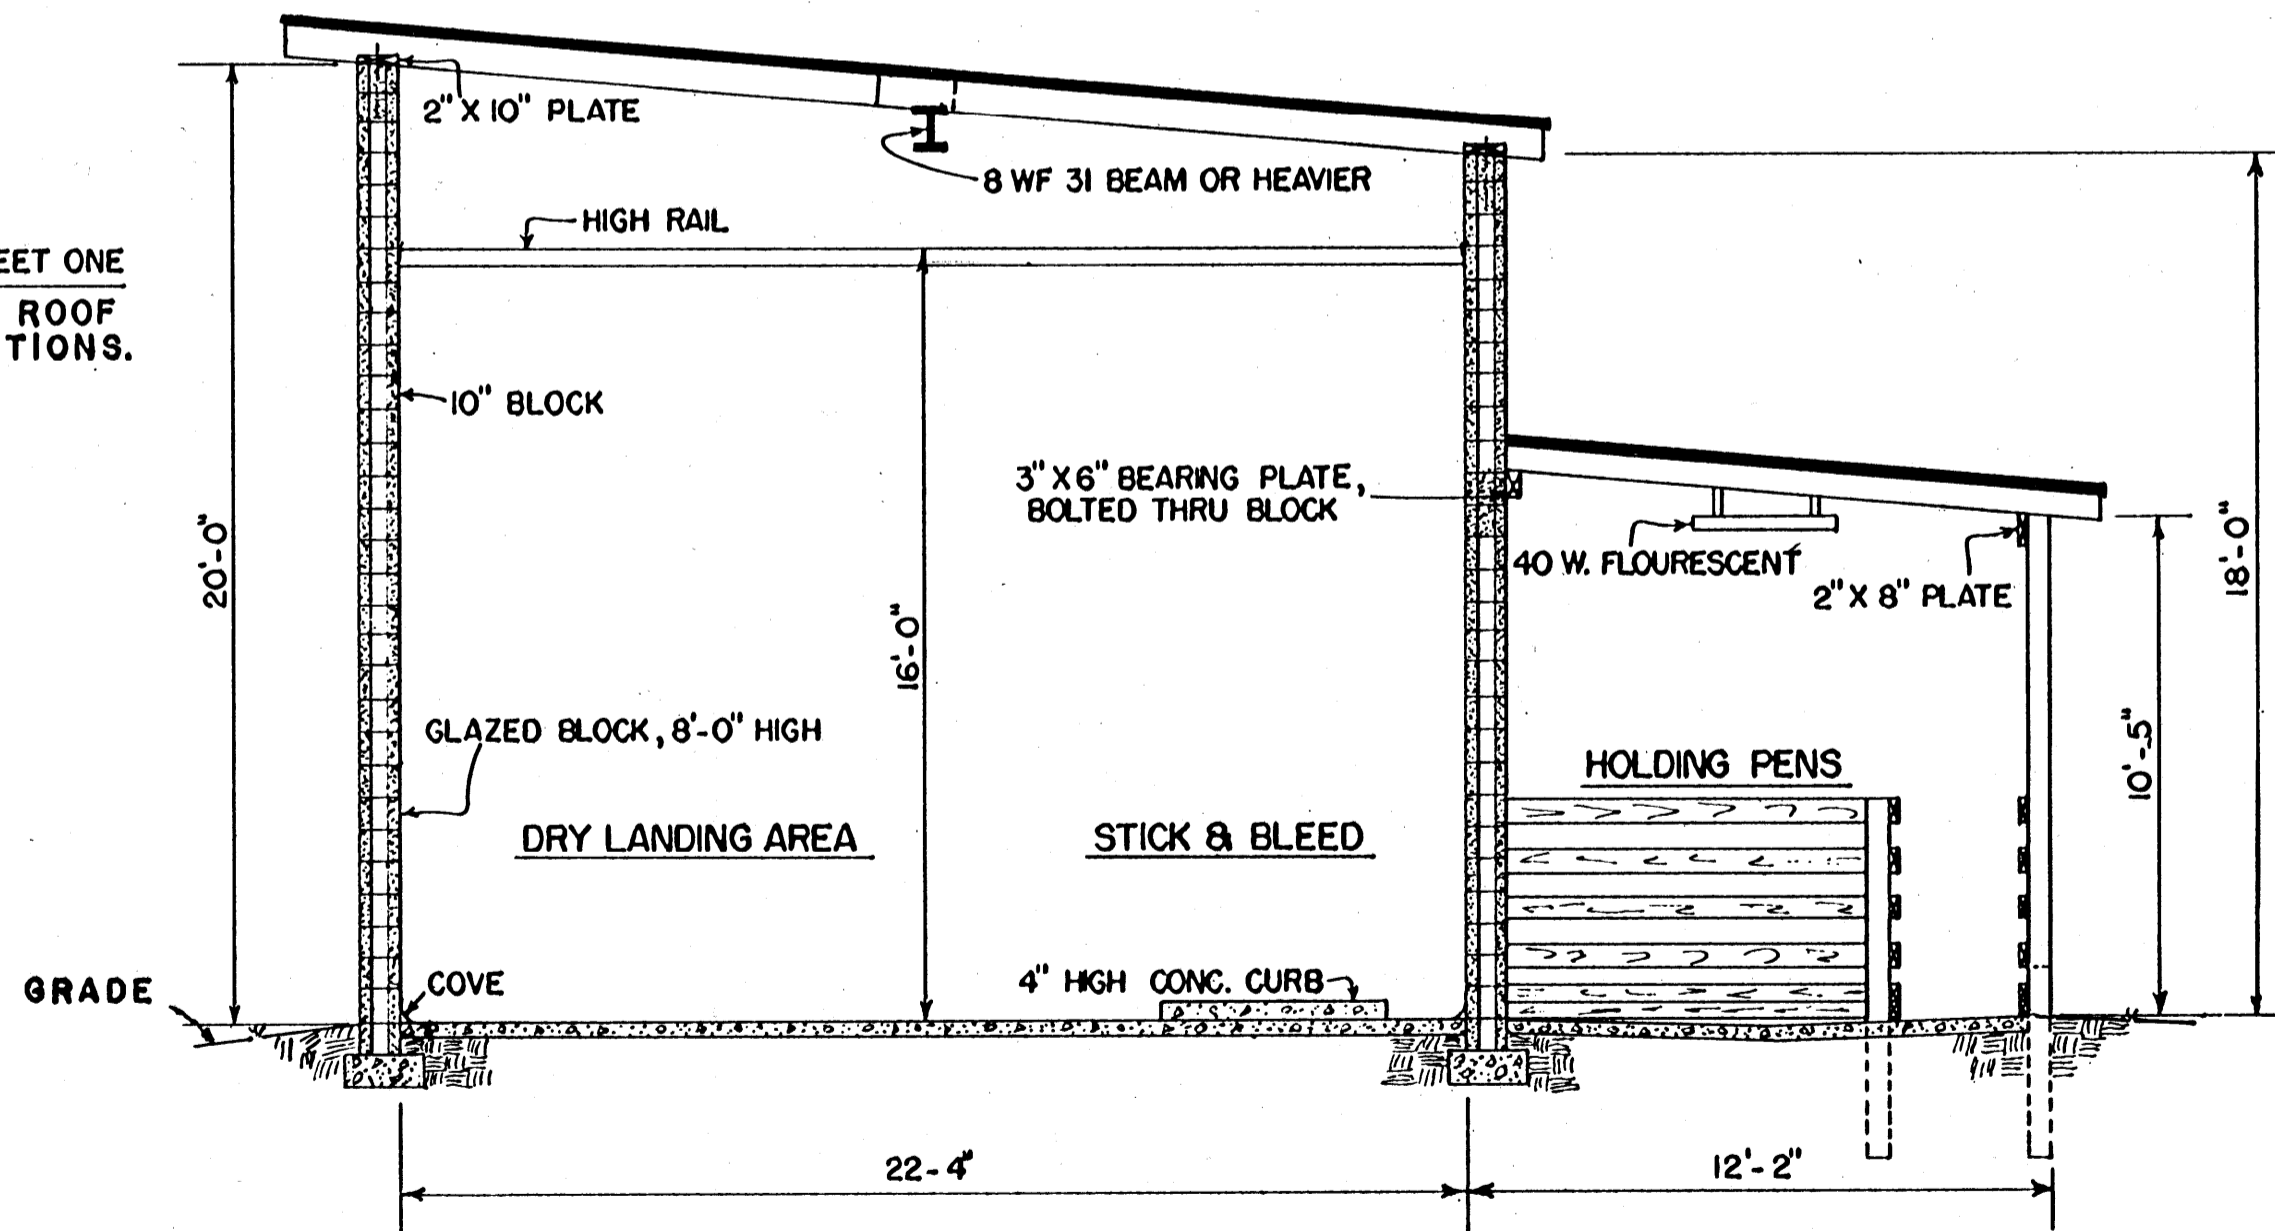 2" X 10" PLATE
8 WF 31 BEAM OR HEAVIER
HIGH RAIL
EET ONE
ROOF
TIONS.
10" BLOCK
3" X 6" BEARING PLATE,
BOLTED THRU BLOCK
40 W. FLOURESCENT
2" X 8" PLATE
20'-0"
16'-0"
18'-0"
10'-5"
GLAZED BLOCK, 8'-0" HIGH
HOLDING PENS
DRY LANDING AREA
STICK & BLEED
GRADE
COVE
4" HIGH CONC. CURB
22-4"
12'-2"